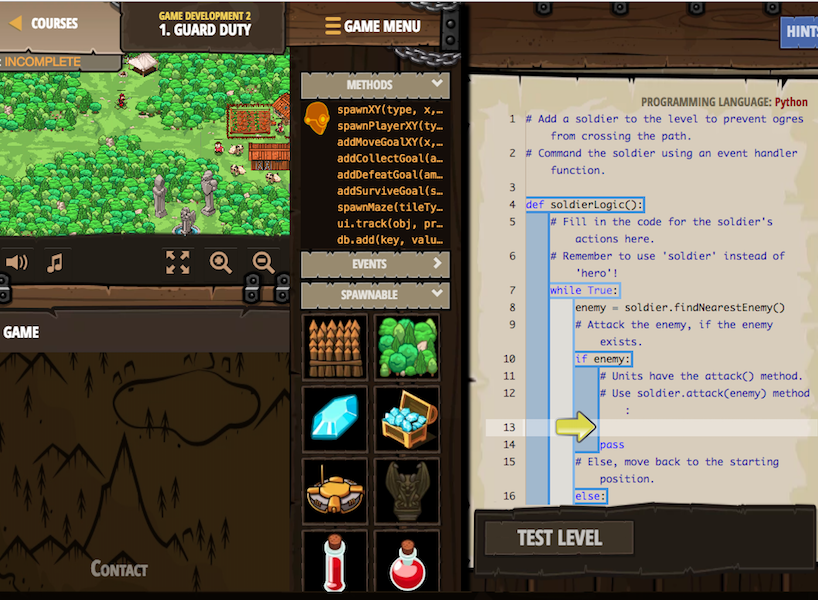 COURSES
GAME DEVELOPMENT 2
1. GUARD DUTY
GAME MENU
HINTS
: INCOMPLETE
METHODS
spawnXY(type, x,…
spawnPlayerXY(ty…
addMoveGoalXY(x,…
addCollectGoal(a…
addDefeatGoal(am…
addSurviveGoal(s…
spawnMaze(tileTy…
ui.track(obj, pr…
db.add(key, valu…
EVENTS
SPAWNABLE
GAME
CONTACT
PROGRAMMING LANGUAGE: Python
1 # Add a soldier to the level to prevent ogres
from crossing the path.
2 # Command the soldier using an event handler
function.
3
4 def soldierLogic():
5 # Fill in the code for the soldier's
actions here.
6 # Remember to use 'soldier' instead of
'hero'!
7 while True:
8 enemy = soldier.findNearestEnemy()
9 # Attack the enemy, if the enemy
exists.
10 if enemy:
11 # Units have the attack() method.
12 # Use soldier.attack(enemy) method
:
13
14 pass
15 # Else, move back to the starting
position.
16 else:
TEST LEVEL